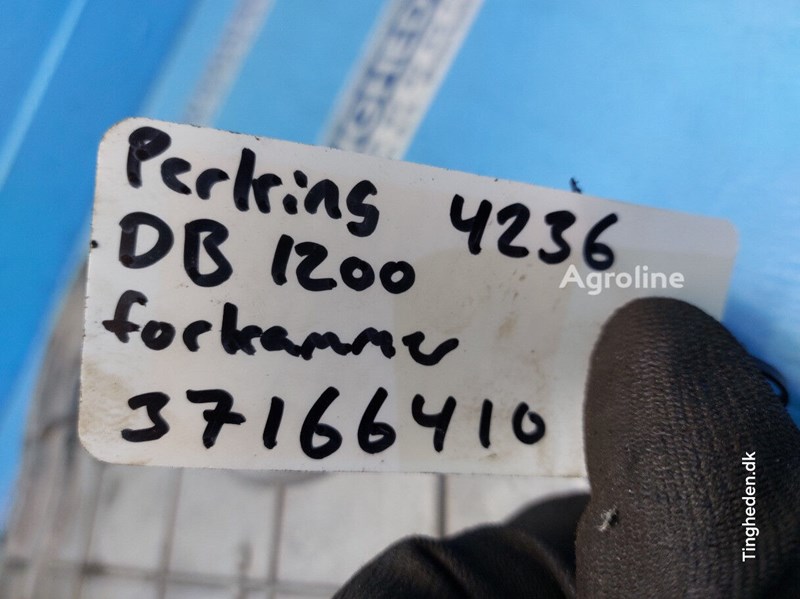 Perkins 4236
DB 1200
forkammer
37166410
Agroline
Tingheden.dk